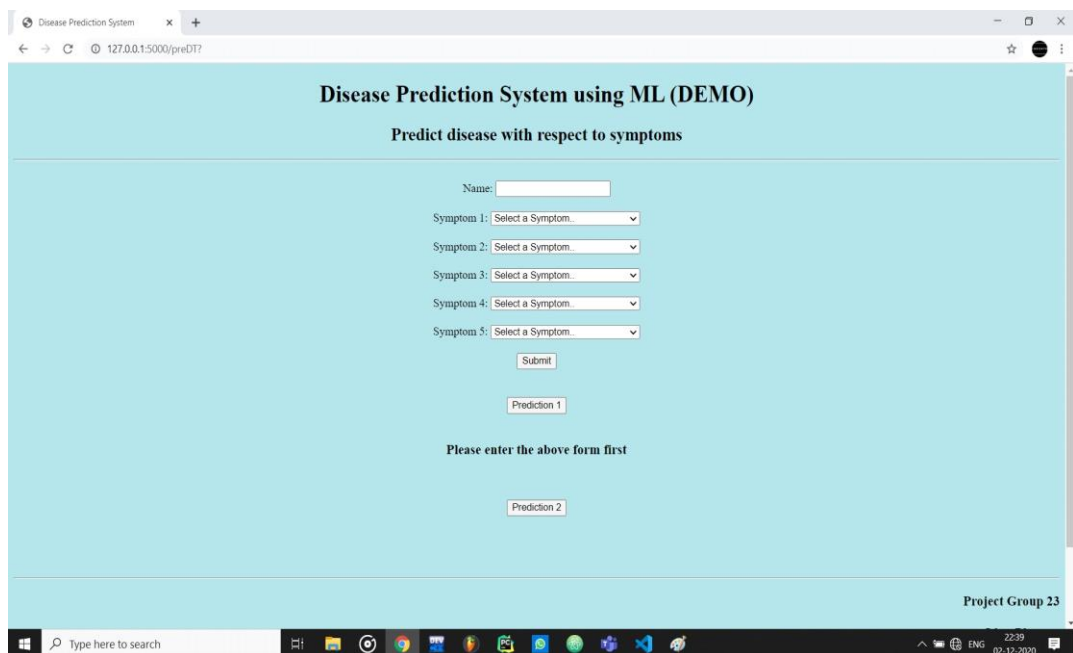 Disease Prediction System
127.0.0.1:5000/preDT?
Disease Prediction System using ML (DEMO)
Predict disease with respect to symptoms
Name:
Symptom 1: Select a Symptom..
Symptom 2: Select a Symptom..
Symptom 3: Select a Symptom..
Symptom 4: Select a Symptom..
Symptom 5: Select a Symptom..
Submit
Prediction 1
Please enter the above form first
Prediction 2
Project Group 23
Type here to search
ENG
22:39
02-12-2020